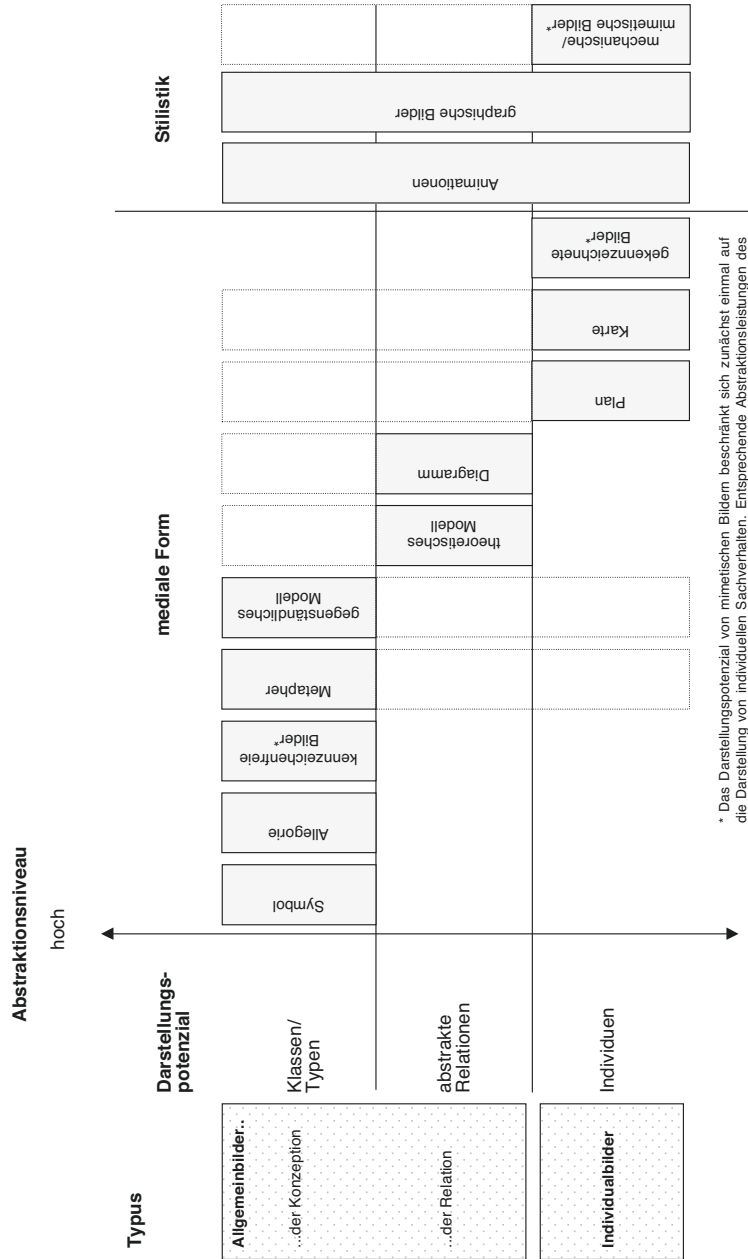 Abstraktionsniveau
hoch
Typus
Darstellungs-
potenzial
mediale Form
Stilistik
Allgemeinbilder..
...der Konzeption
Klassen/
Typen
Symbol
Allegorie
kennzeichenfreie
Bilder*
Metapher
gegenständliches
Modell
...der Relation
abstrakte
Relationen
theoretisches
Modell
Diagramm
Individualbilder
Individuen
Plan
Karte
gekennzeichnete
Bilder*
Animationen
graphische Bilder
mechanische/
mimetische Bilder*
* Das Darstellungspotenzial von mimetischen Bildern beschränkt sich zunächst einmal auf
die Darstellung von individuellen Sachverhalten. Entsprechende Abstraktionsleistungen des